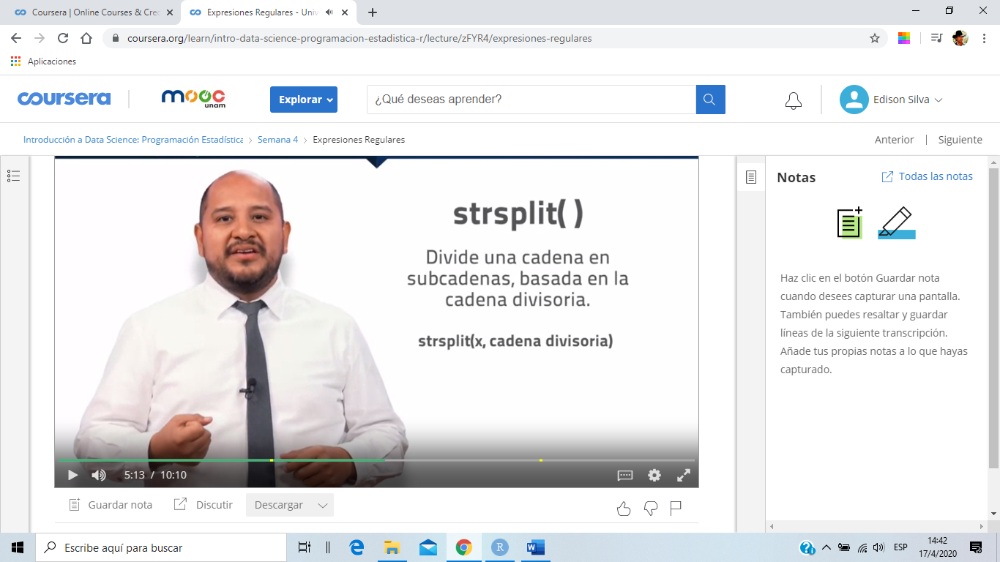 Coursera | Online Courses & Cred
Expresiones Regulares - Univ
coursera.org/learn/intro-data-science-programacion-estadistica-r/lecture/zFYR4/expresiones-regulares
Aplicaciones
coursera
mooc
unam
Explorar
¿Qué deseas aprender?
Edison Silva
Introducción a Data Science: Programación Estadística
Semana 4
Expresiones Regulares
Anterior | Siguiente
strsplit( )
Divide una cadena en
subcadenas, basada en la
cadena divisoria.
strsplit(x, cadena divisoria)
5:13 / 10:10
Guardar nota
Discutir
Descargar
Notas
Todas las notas
Haz clic en el botón Guardar nota
cuando desees capturar una pantalla.
También puedes resaltar y guardar
líneas de la siguiente transcripción.
Añade tus propias notas a lo que hayas
capturado.
Escribe aquí para buscar
ESP
14:42
17/4/2020